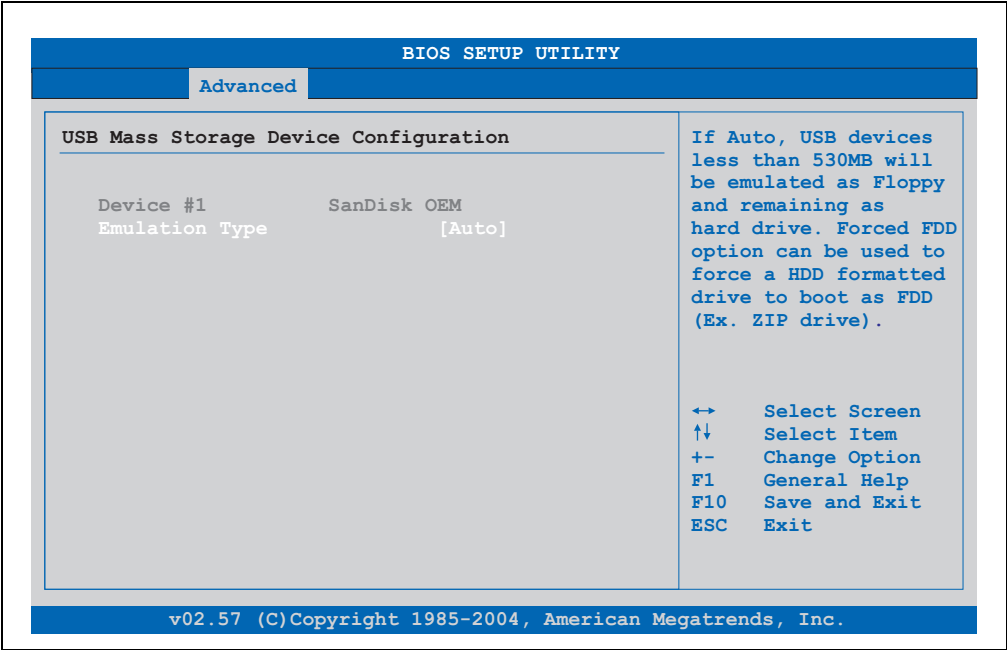 BIOS SETUP UTILITY
Advanced
USB Mass Storage Device Configuration
Device #1 SanDisk OEM
Emulation Type [Auto]
If Auto, USB devices
less than 530MB will
be emulated as Floppy
and remaining as
hard drive. Forced FDD
option can be used to
force a HDD formatted
drive to boot as FDD
(Ex. ZIP drive).
↔ Select Screen
↑↓ Select Item
+- Change Option
F1 General Help
F10 Save and Exit
ESC Exit
v02.57 (C)Copyright 1985-2004, American Megatrends, Inc.